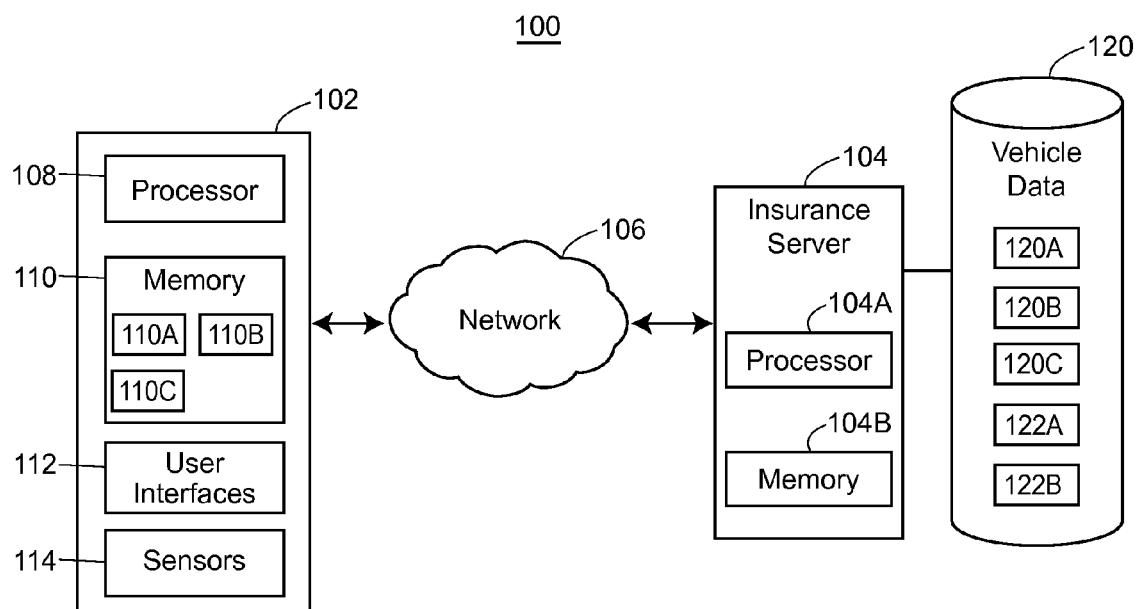 100
102
108
Processor
110
Memory
110A
110B
110C
112
User
Interfaces
114
Sensors
106
Network
104
Insurance
Server
104A
Processor
104B
Memory
120
Vehicle
Data
120A
120B
120C
122A
122B